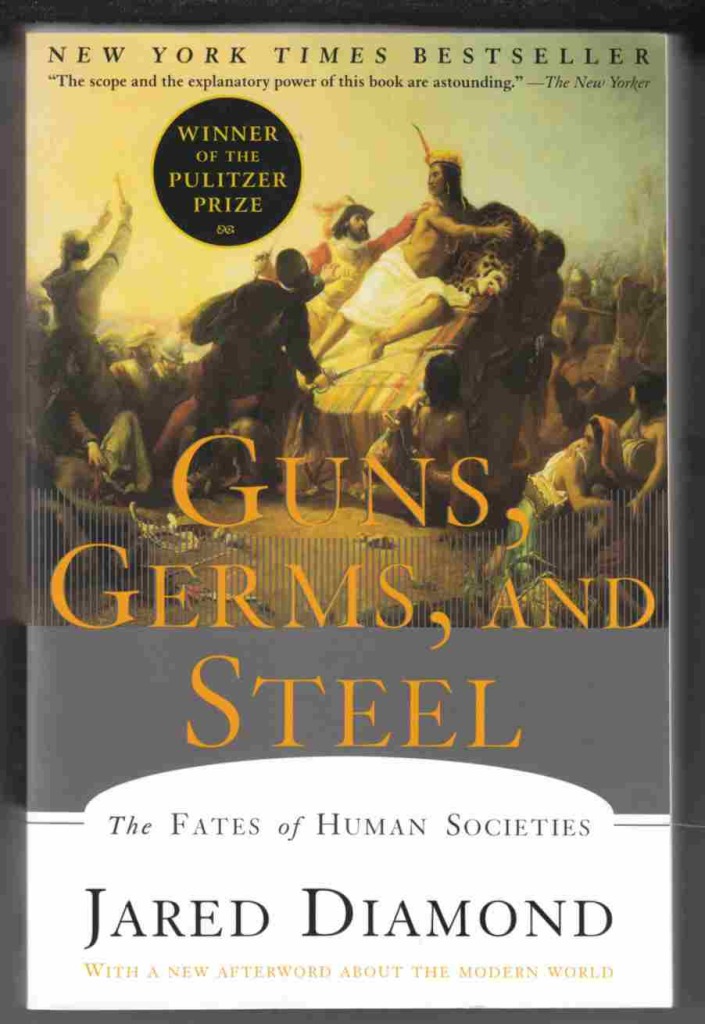 NEW YORK TIMES BESTSELLER
“The scope and the explanatory power of this book are astounding.” —The New Yorker
WINNER
OF THE
PULITZER
PRIZE
GUNS,
GERMS, AND
STEEL
The FATES of HUMAN SOCIETIES
JARED DIAMOND
WITH A NEW AFTERWORD ABOUT THE MODERN WORLD